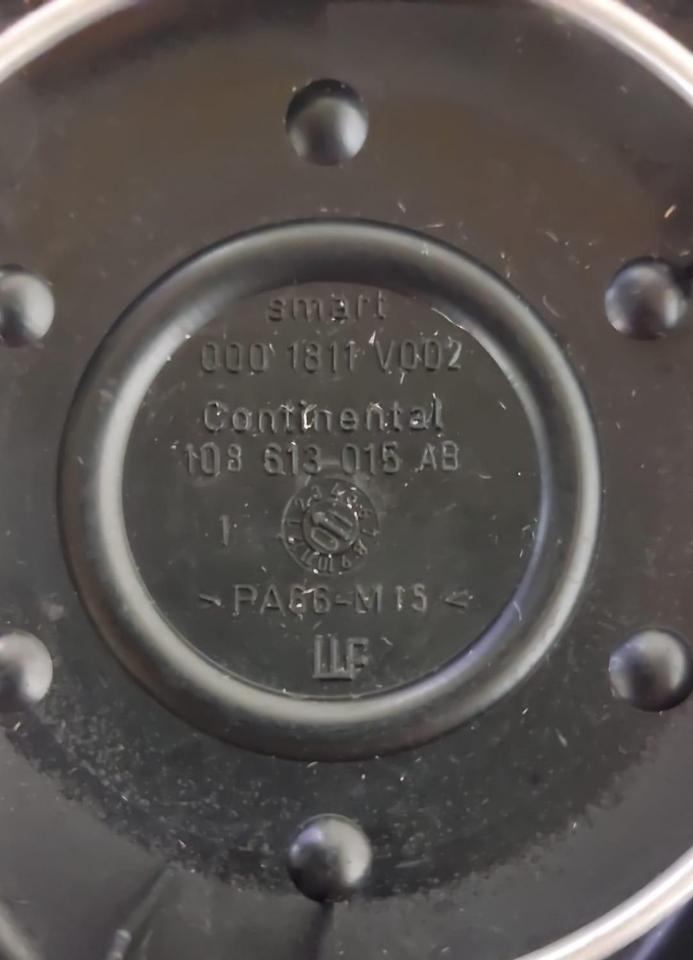 smart
000 1811 V002
Continental
108 613 015 AB
1
>PA66-M15<